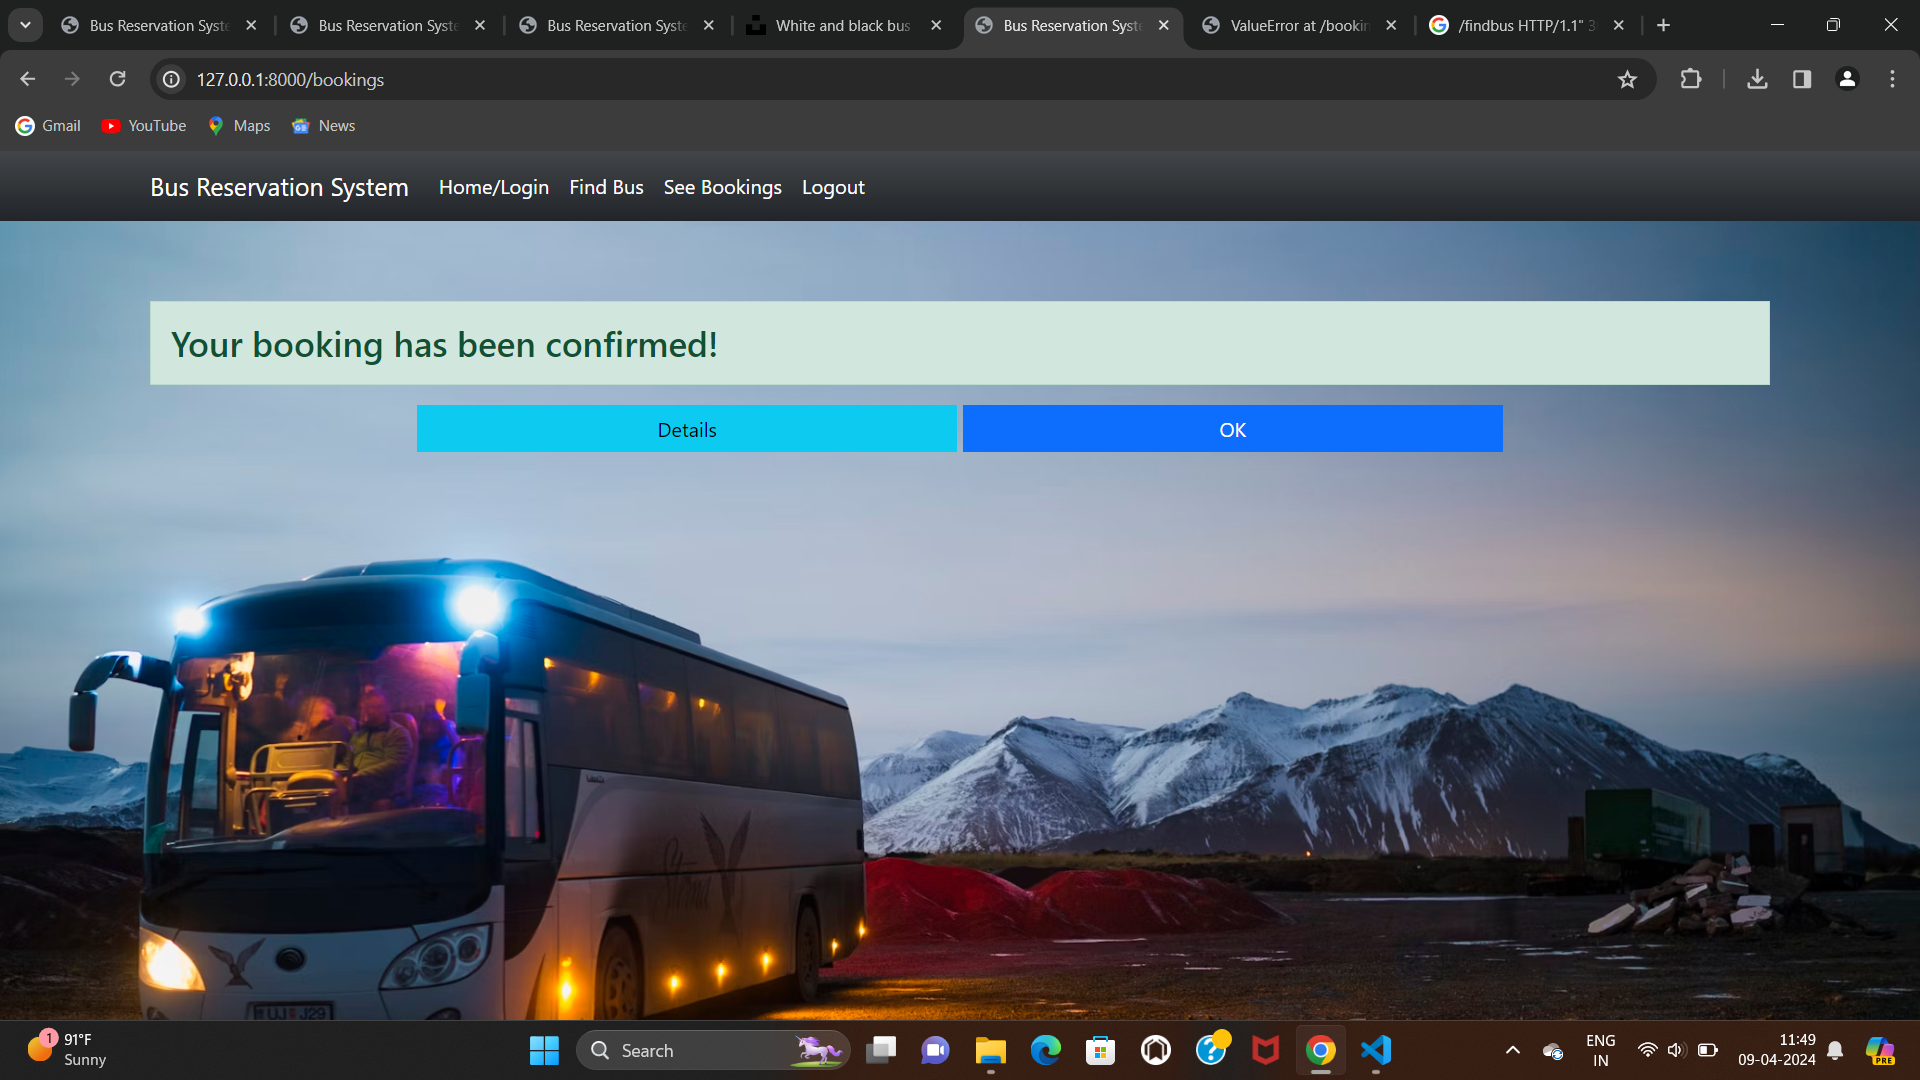 Bus Reservation Syste
Bus Reservation Syste
Bus Reservation Syste
White and black bus
Bus Reservation Syste
ValueError at /bookin
/findbus HTTP/1.1" 3
127.0.0.1:8000/bookings
Gmail
YouTube
Maps
News
Bus Reservation System
Home/Login
Find Bus
See Bookings
Logout
Your booking has been confirmed!
Details
OK
1
91°F
Sunny
Search
ENG
IN
11:49
09-04-2024
PRE